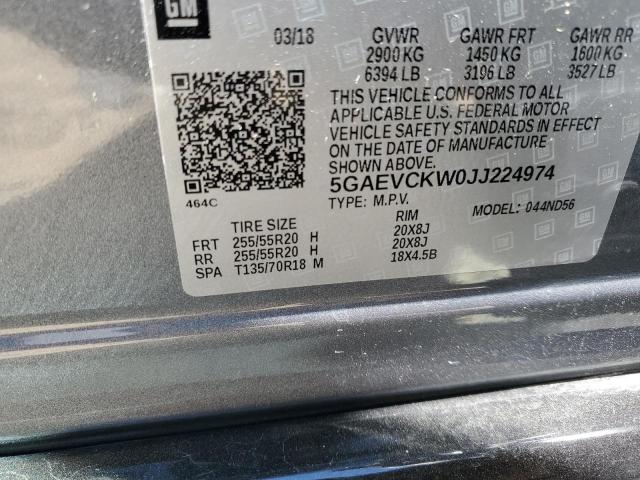 GM
03/18 GVWR GAWR FRT GAWR RR
2900 KG 1450 KG 1600 KG
6394 LB 3196 LB 3527 LB
THIS VEHICLE CONFORMS TO ALL
APPLICABLE U.S. FEDERAL MOTOR
VEHICLE SAFETY STANDARDS IN EFFECT
ON THE DATE OF MANUFACTURE
SHOWN ABOVE.
5GAEVCKW0JJ224974
464C
TYPE: M.P.V. MODEL: 044ND56
TIRE SIZE RIM
FRT 255/55R20 H 20X8J
RR 255/55R20 H 20X8J
SPA T135/70R18 M 18X4.5B